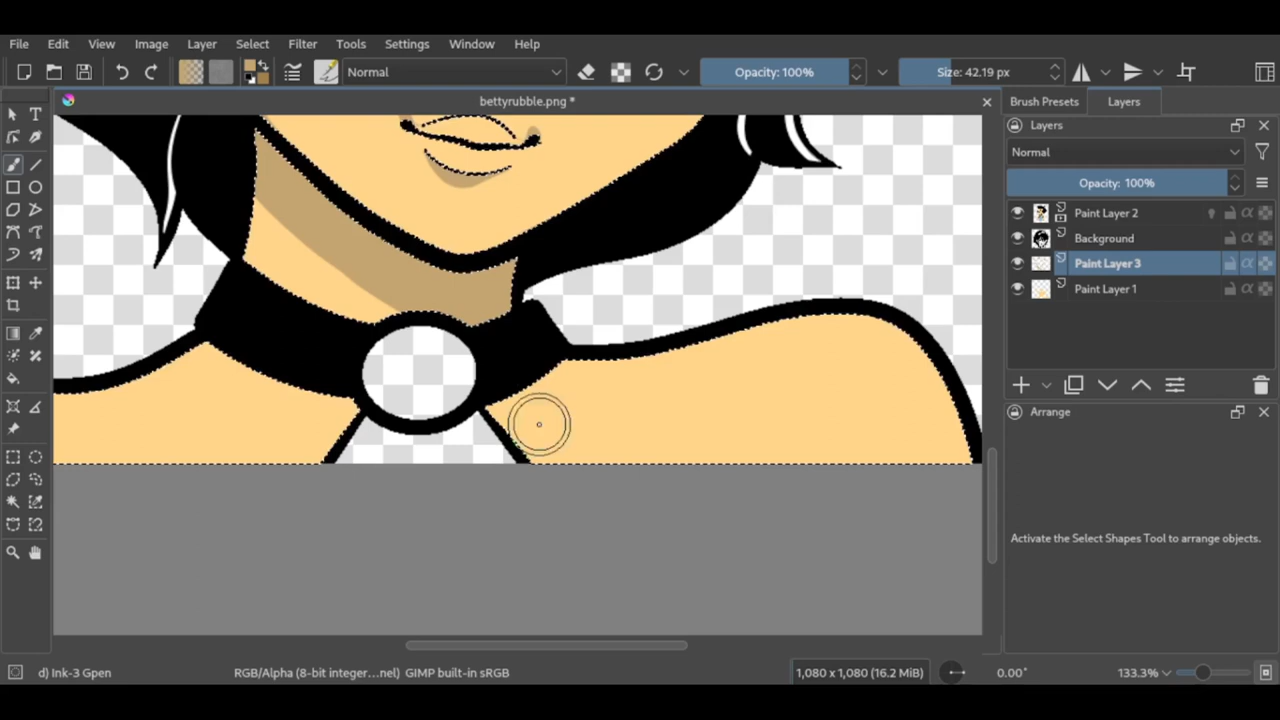 File Edit View Image Layer Select Filter Tools Settings Window Help
Normal Opacity: 100% Size: 42.19 px
bettyrubble.png *
Brush Presets Layers
Layers
Normal
Opacity: 100%
Paint Layer 2
Background
Paint Layer 3
Paint Layer 1
Arrange
Activate the Select Shapes Tool to arrange objects.
d) Ink-3 Gpen RGB/Alpha (8-bit integer...nel) GIMP built-in sRGB 1,080 x 1,080 (16.2 MiB) 0.00° 133.3%